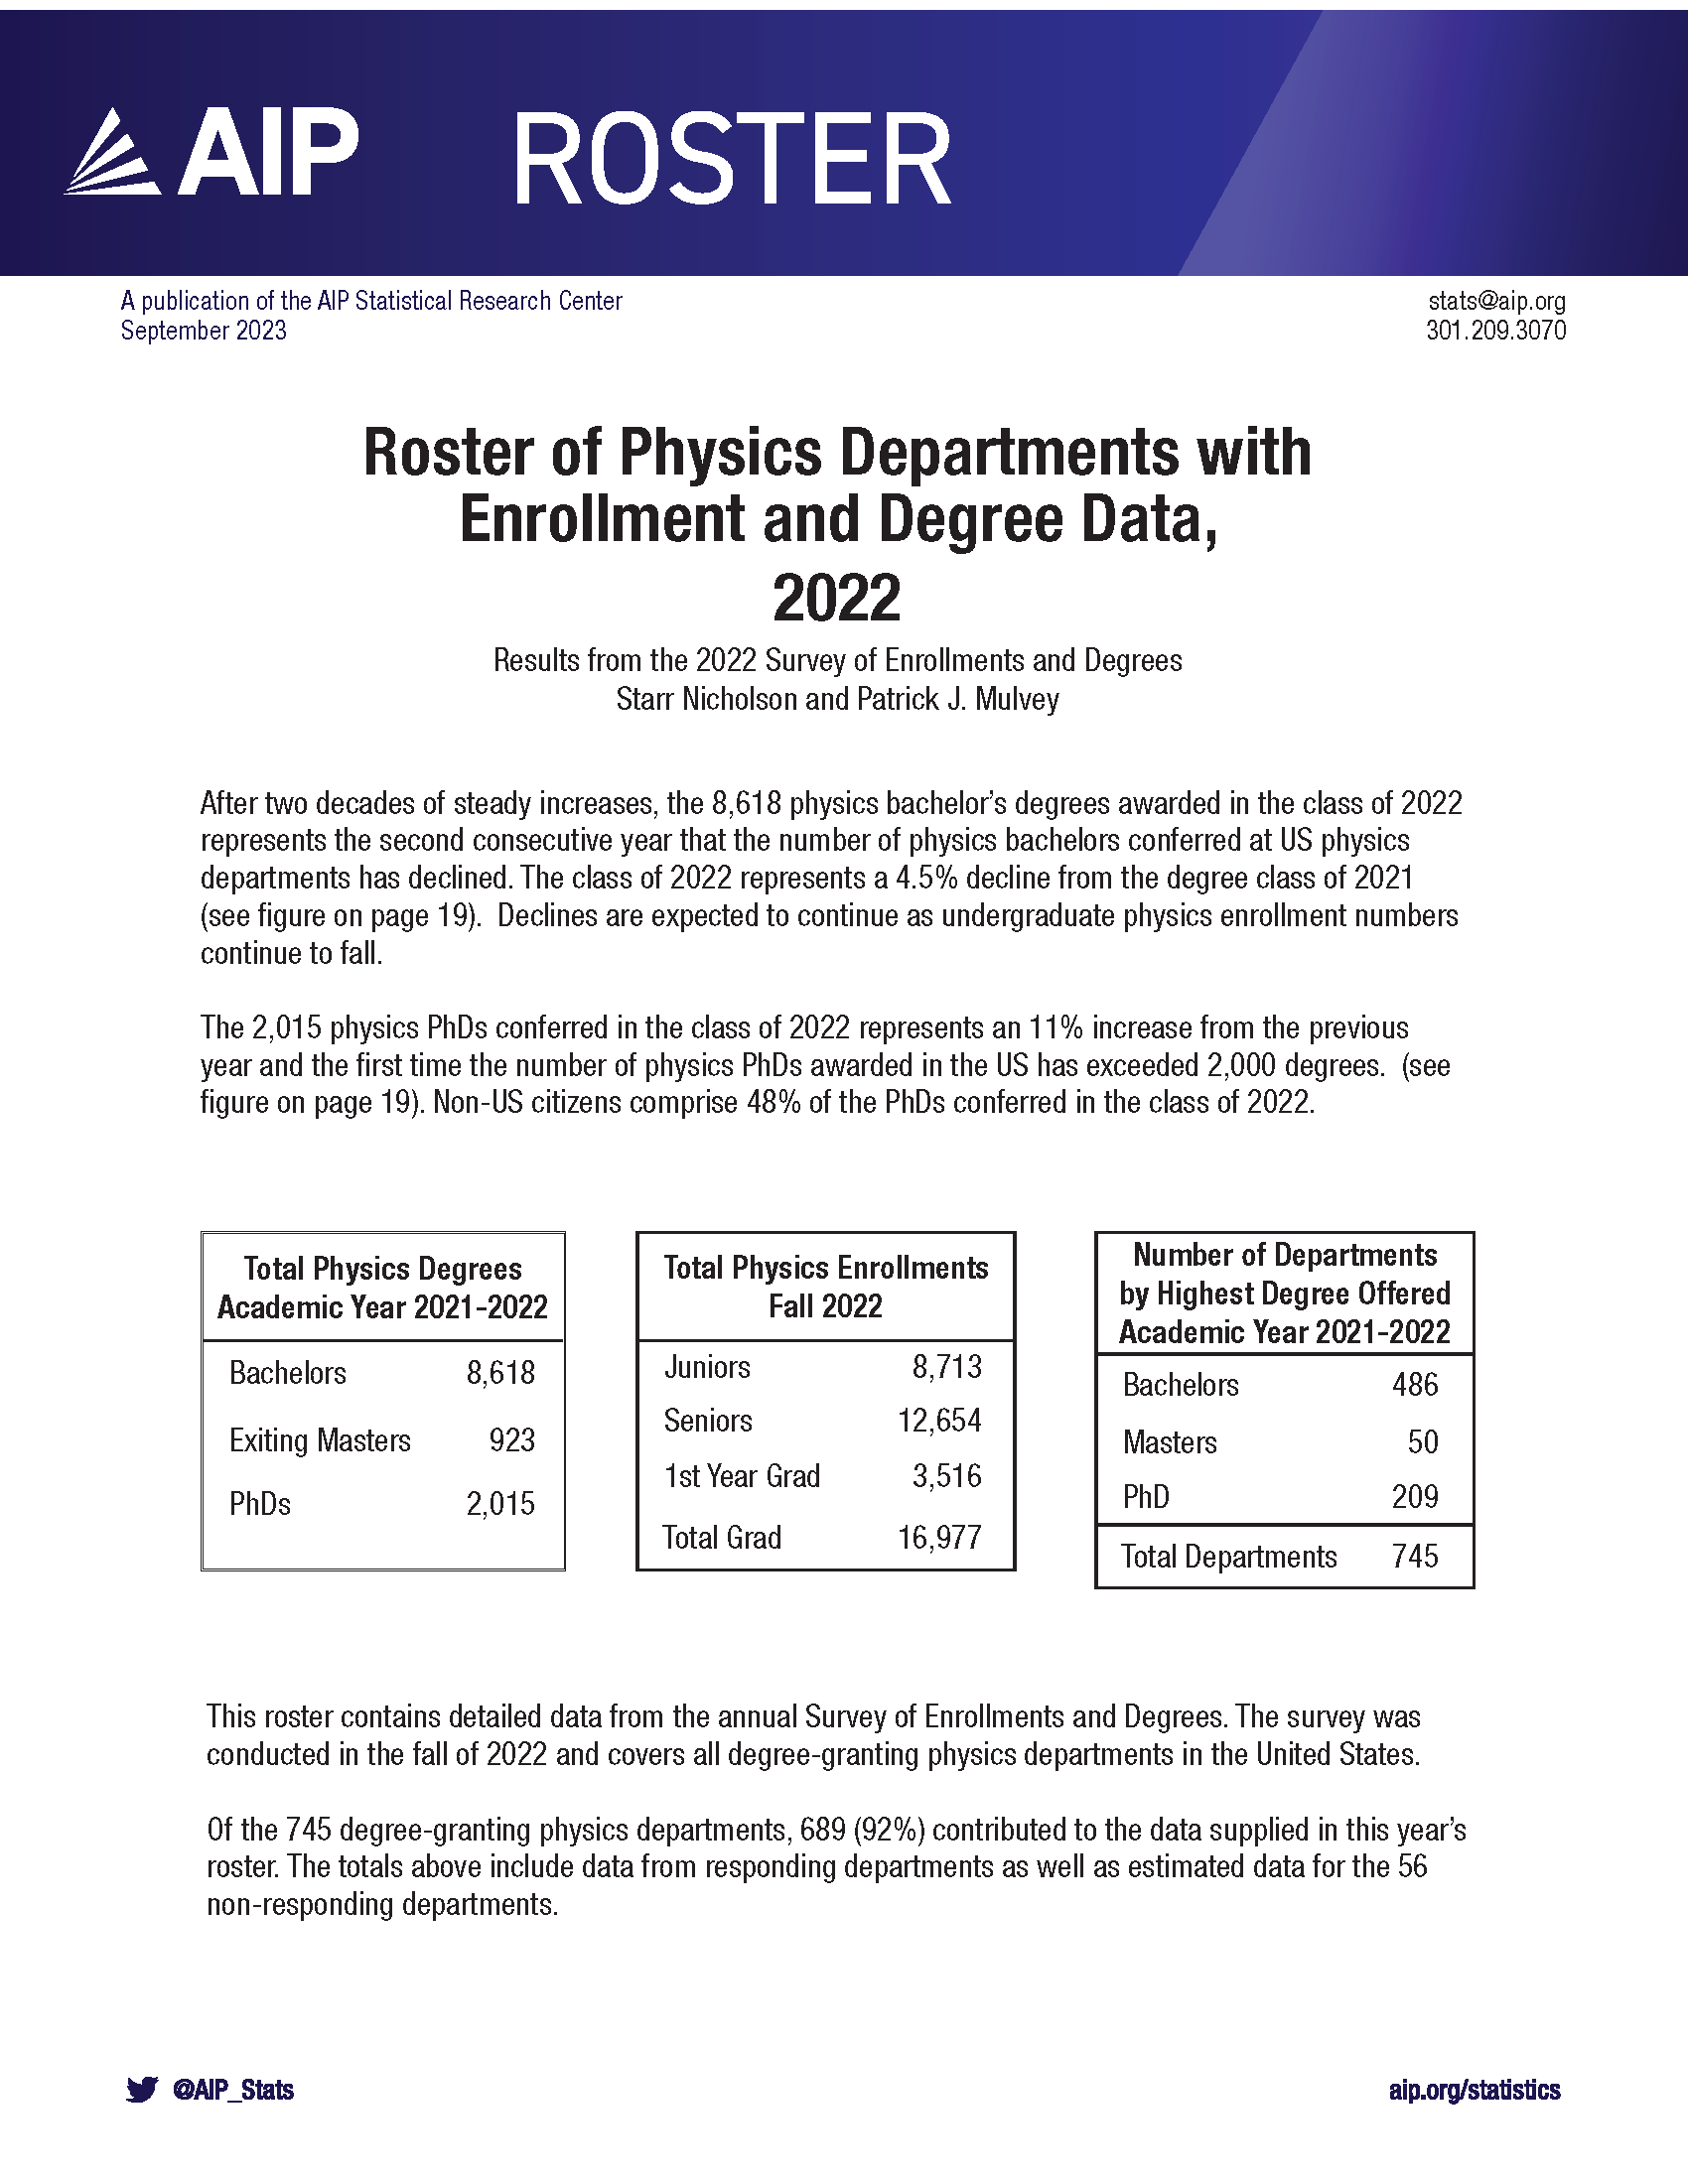 AIP ROSTER
A publication of the AIP Statistical Research Center
September 2023
stats@aip.org
301.209.3070
Roster of Physics Departments with
Enrollment and Degree Data,
2022
Results from the 2022 Survey of Enrollments and Degrees
Starr Nicholson and Patrick J. Mulvey
After two decades of steady increases, the 8,618 physics bachelor’s degrees awarded in the class of 2022
represents the second consecutive year that the number of physics bachelors conferred at US physics
departments has declined. The class of 2022 represents a 4.5% decline from the degree class of 2021
(see figure on page 19).  Declines are expected to continue as undergraduate physics enrollment numbers
continue to fall.
The 2,015 physics PhDs conferred in the class of 2022 represents an 11% increase from the previous
year and the first time the number of physics PhDs awarded in the US has exceeded 2,000 degrees.  (see
figure on page 19). Non-US citizens comprise 48% of the PhDs conferred in the class of 2022.
Total Physics Degrees
Academic Year 2021-2022
Bachelors 8,618
Exiting Masters 923
PhDs 2,015
Total Physics Enrollments
Fall 2022
Juniors 8,713
Seniors 12,654
1st Year Grad 3,516
Total Grad 16,977
Number of Departments
by Highest Degree Offered
Academic Year 2021-2022
Bachelors 486
Masters 50
PhD 209
Total Departments 745
This roster contains detailed data from the annual Survey of Enrollments and Degrees. The survey was
conducted in the fall of 2022 and covers all degree-granting physics departments in the United States.
Of the 745 degree-granting physics departments, 689 (92%) contributed to the data supplied in this year’s
roster. The totals above include data from responding departments as well as estimated data for the 56
non-responding departments.
@AIP_Stats
aip.org/statistics